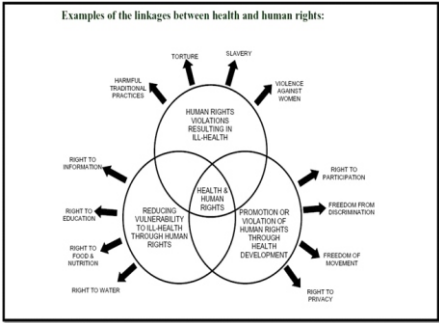 Examples of the linkages between health and human rights:
TORTURE
SLAVERY
HARMFUL
TRADITIONAL
PRACTICES
VIOLENCE
AGAINST
WOMEN
HUMAN RIGHTS
VIOLATIONS
RESULTING IN
ILL-HEALTH
RIGHT TO
INFORMATION
RIGHT TO
EDUCATION
RIGHT TO
FOOD &
NUTRITION
RIGHT TO WATER
REDUCING
VULNERABILITY
TO ILL-HEALTH
THROUGH HUMAN
RIGHTS
HEALTH &
HUMAN
RIGHTS
PROMOTION OR
VIOLATION OF
HUMAN RIGHTS
THROUGH
HEALTH
DEVELOPMENT
RIGHT TO
PARTICIPATION
FREEDOM FROM
DISCRIMINATION
FREEDOM OF
MOVEMENT
RIGHT TO
PRIVACY